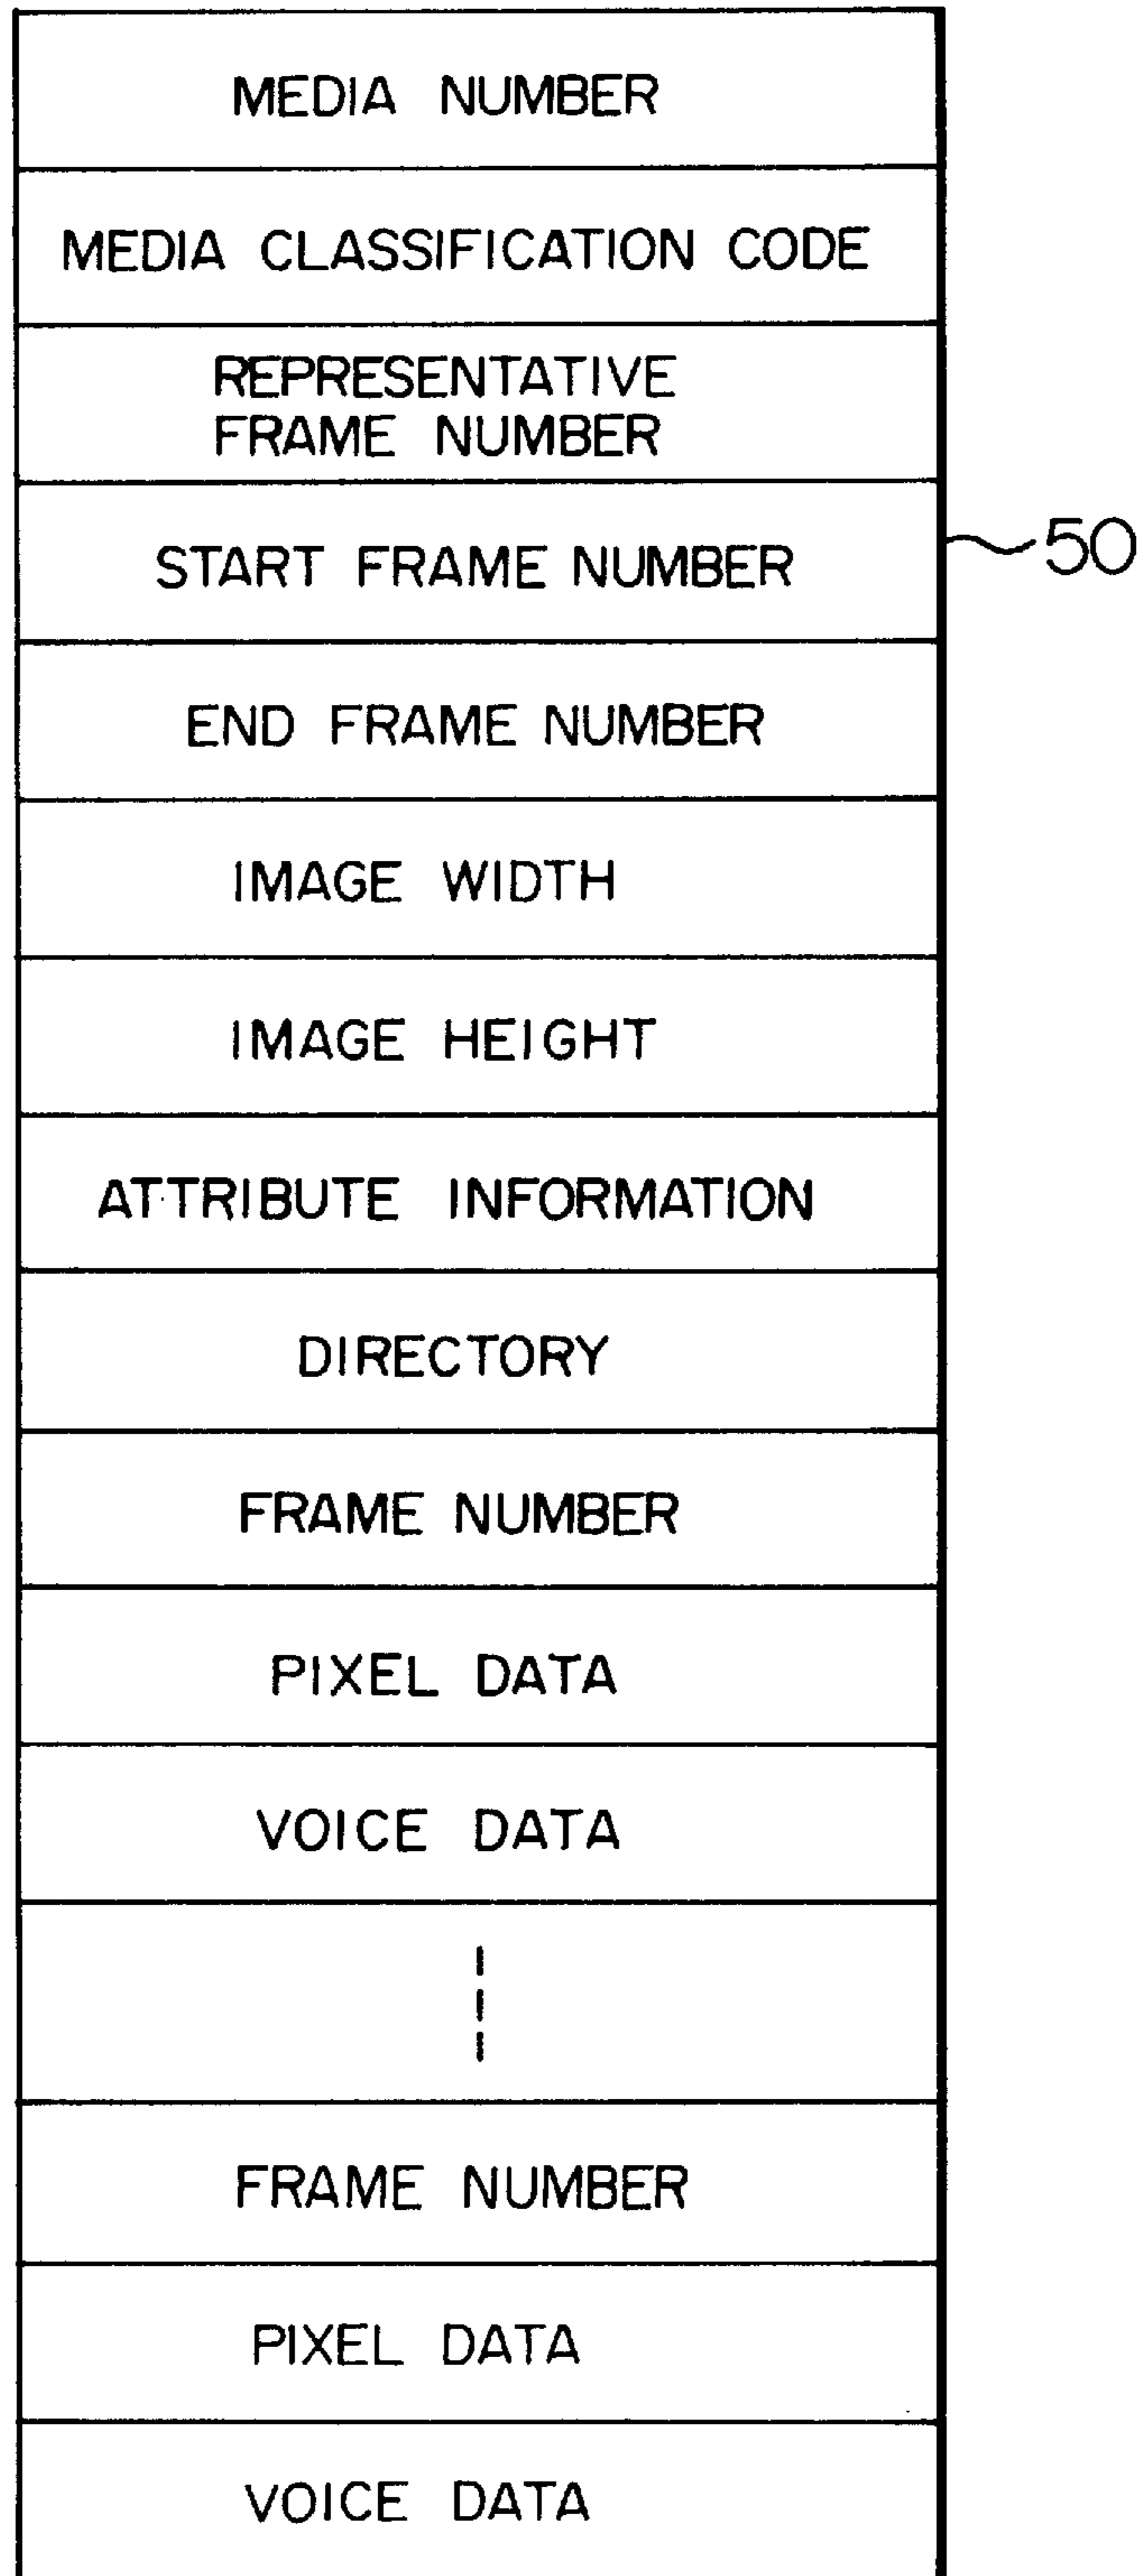 MEDIA NUMBER
MEDIA CLASSIFICATION CODE
REPRESENTATIVE
FRAME NUMBER
START FRAME NUMBER
50
END FRAME NUMBER
IMAGE WIDTH
IMAGE HEIGHT
ATTRIBUTE INFORMATION
DIRECTORY
FRAME NUMBER
PIXEL DATA
VOICE DATA
FRAME NUMBER
PIXEL DATA
VOICE DATA